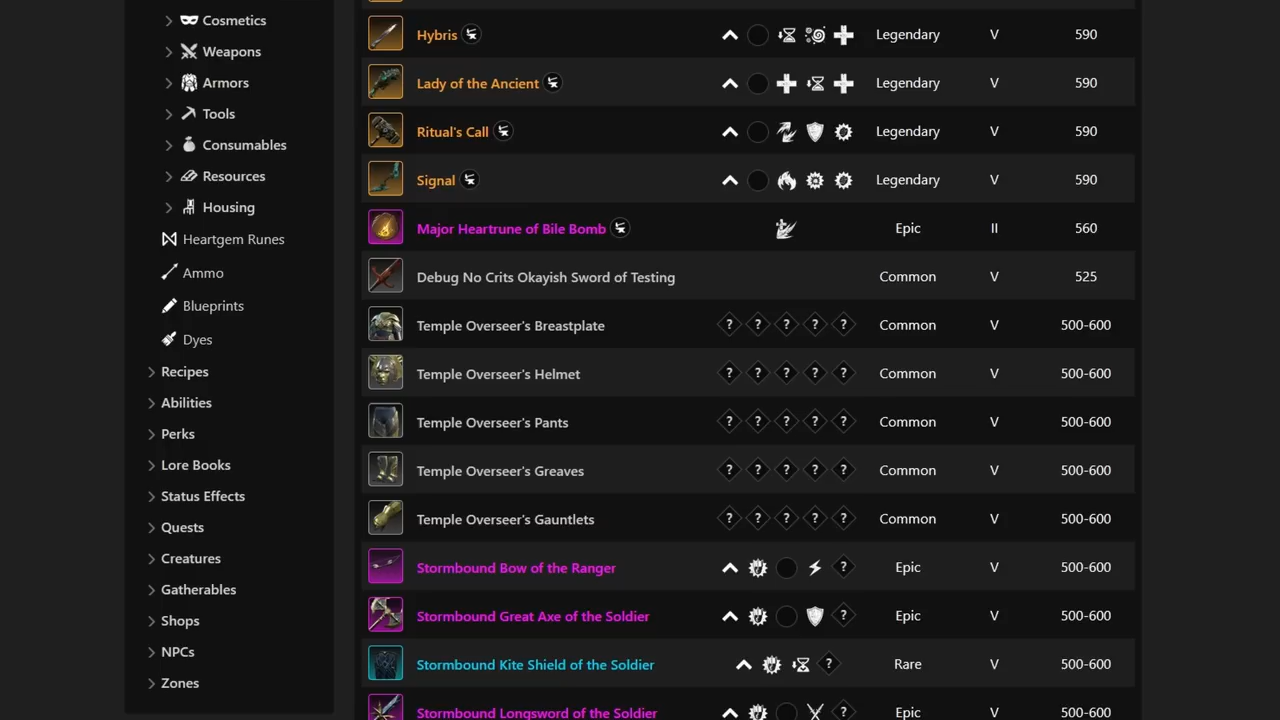 Cosmetics
Weapons
Armors
Tools
Consumables
Resources
Housing
Heartgem Runes
Ammo
Blueprints
Dyes
Recipes
Abilities
Perks
Lore Books
Status Effects
Quests
Creatures
Gatherables
Shops
NPCs
Zones
Hybris Legendary V 590
Lady of the Ancient Legendary V 590
Ritual's Call Legendary V 590
Signal Legendary V 590
Major Heartrune of Bile Bomb Epic II 560
Debug No Crits Okayish Sword of Testing Common V 525
Temple Overseer's Breastplate ? ? ? ? ? Common V 500-600
Temple Overseer's Helmet ? ? ? ? ? Common V 500-600
Temple Overseer's Pants ? ? ? ? ? Common V 500-600
Temple Overseer's Greaves ? ? ? ? ? Common V 500-600
Temple Overseer's Gauntlets ? ? ? ? ? Common V 500-600
Stormbound Bow of the Ranger ? Epic V 500-600
Stormbound Great Axe of the Soldier ? Epic V 500-600
Stormbound Kite Shield of the Soldier ? Rare V 500-600
Stormbound Longsword of the Soldier ? Epic V 500-600